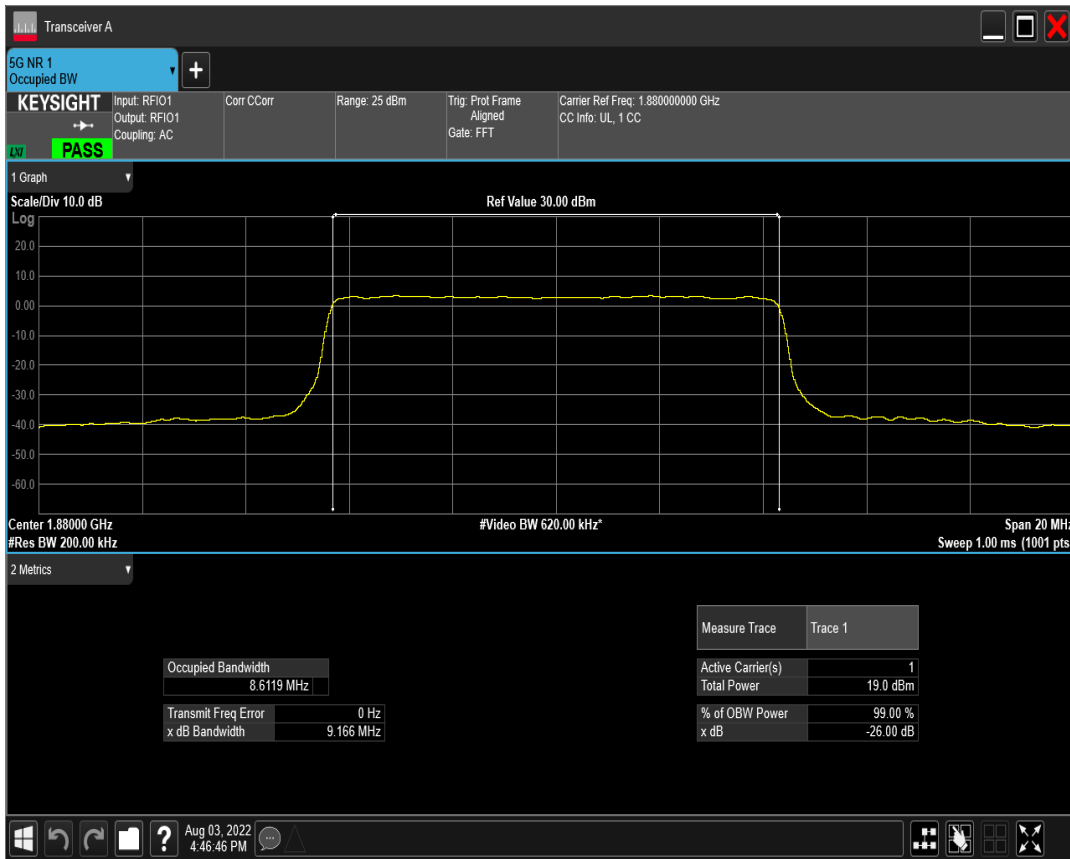 Transceiver A
5G NR 1
Occupied BW
KEYSIGHT
LXI
PASS
Input: RFIO1
Output: RFIO1
Coupling: AC
Corr CCorr
Range: 25 dBm
Trig: Prot Frame
Aligned
Gate: FFT
Carrier Ref Freq: 1.880000000 GHz
CC Info: UL, 1 CC
1 Graph
Scale/Div 10.0 dB
Ref Value 30.00 dBm
Log
20.0
10.0
0.00
-10.0
-20.0
-30.0
-40.0
-50.0
-60.0
Center 1.88000 GHz
#Video BW 620.00 kHz*
Span 20 MHz
#Res BW 200.00 kHz
Sweep 1.00 ms (1001 pts
2 Metrics
Measure Trace Trace 1
Occupied Bandwidth
8.6119 MHz
Active Carrier(s) 1
Total Power 19.0 dBm
Transmit Freq Error 0 Hz
x dB Bandwidth 9.166 MHz
% of OBW Power 99.00 %
x dB -26.00 dB
?
Aug 03, 2022
4:46:46 PM